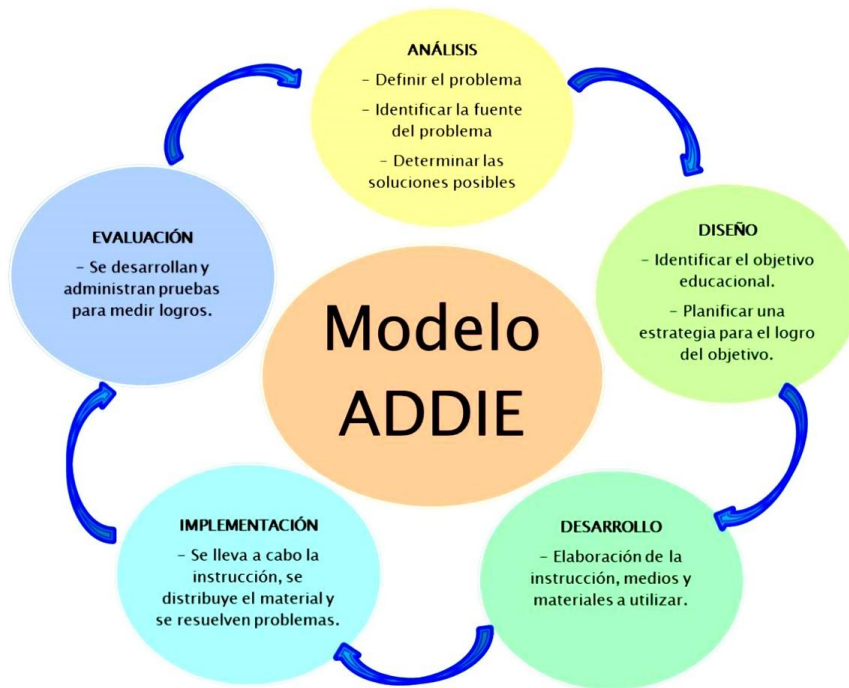 ANÁLISIS
– Definir el problema
– Identificar la fuente
del problema
– Determinar las
soluciones posibles
DISEÑO
– Identificar el objetivo
educacional.
– Planificar una
estrategia para el logro
del objetivo.
EVALUACIÓN
– Se desarrollan y
administran pruebas
para medir logros.
Modelo
ADDIE
IMPLEMENTACIÓN
– Se lleva a cabo la
instrucción, se
distribuye el material y
se resuelven problemas.
DESARROLLO
– Elaboración de la
instrucción, medios y
materiales a utilizar.